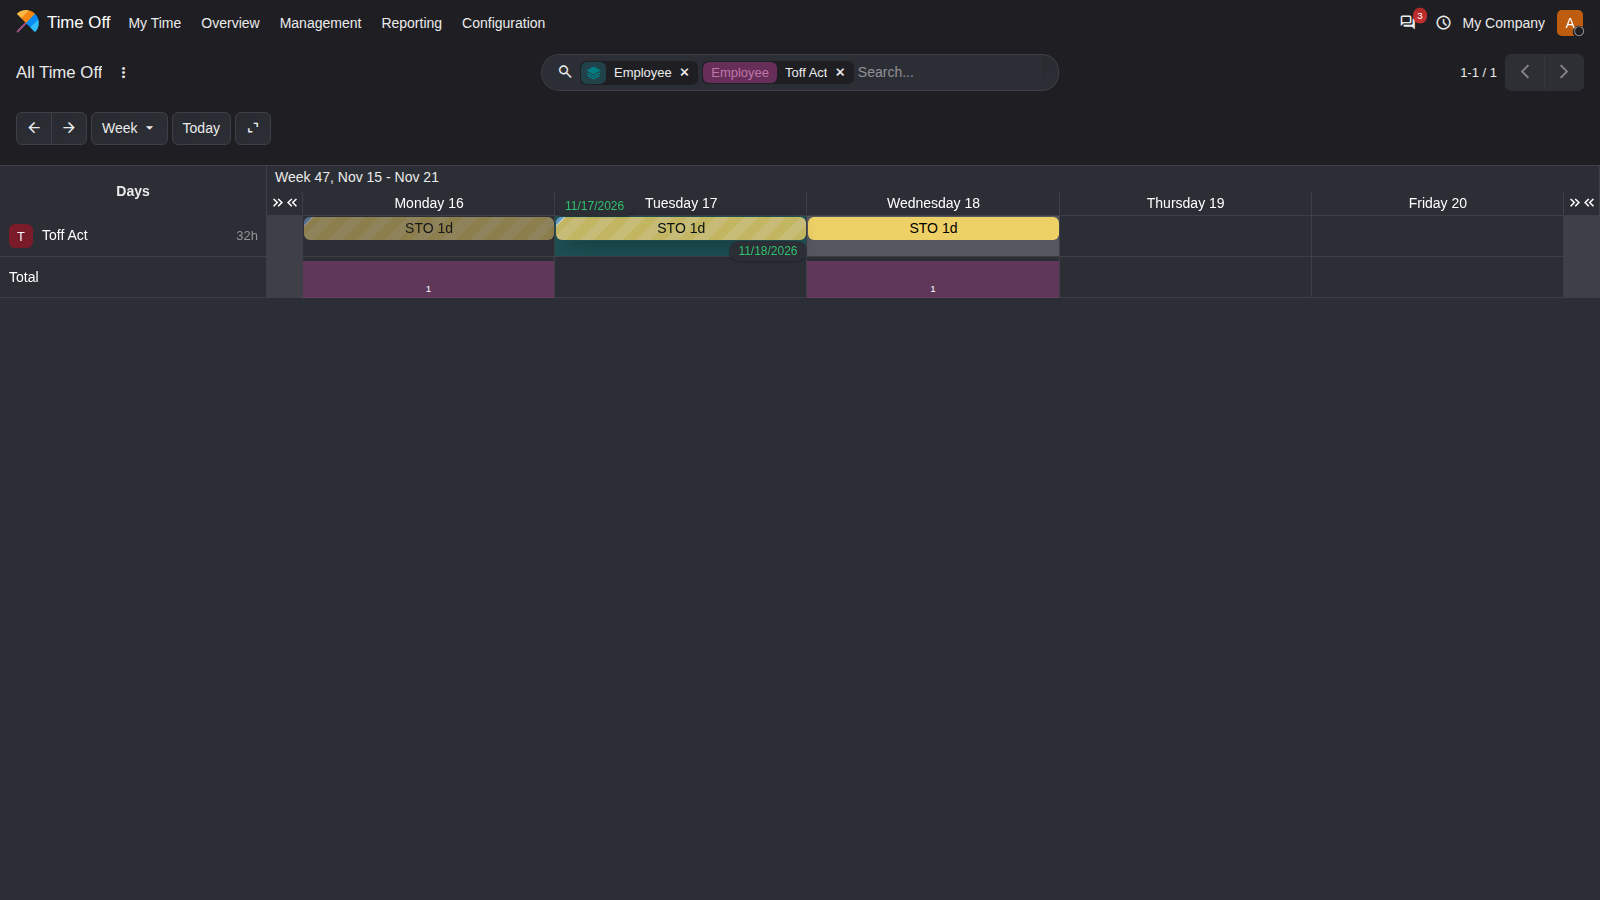 Time Off My Time Overview Management Reporting Configuration 3 My Company A
All Time Off Employee Employee Toff Act Search... 1-1 / 1
Week Today
Days Week 47, Nov 15 - Nov 21
Monday 16 11/17/2026 Tuesday 17 Wednesday 18 Thursday 19 Friday 20
T Toff Act 32h STO 1d STO 1d STO 1d
11/18/2026
Total 1 1